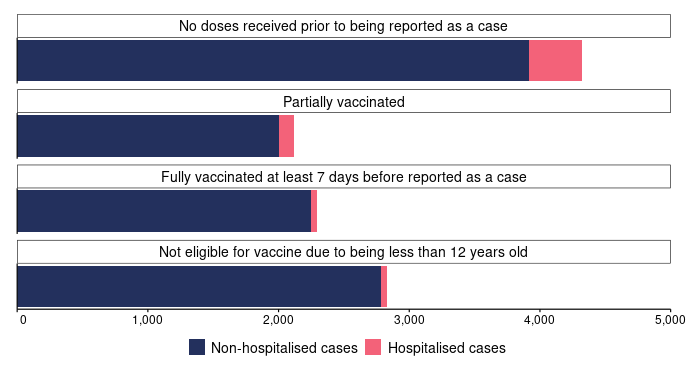 No doses received prior to being reported as a case
Partially vaccinated
Fully vaccinated at least 7 days before reported as a case
Not eligible for vaccine due to being less than 12 years old
0 1,000 2,000 3,000 4,000 5,000
Non-hospitalised cases Hospitalised cases